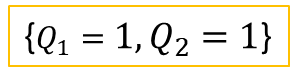 {Q₁ = 1, Q₂ = 1}